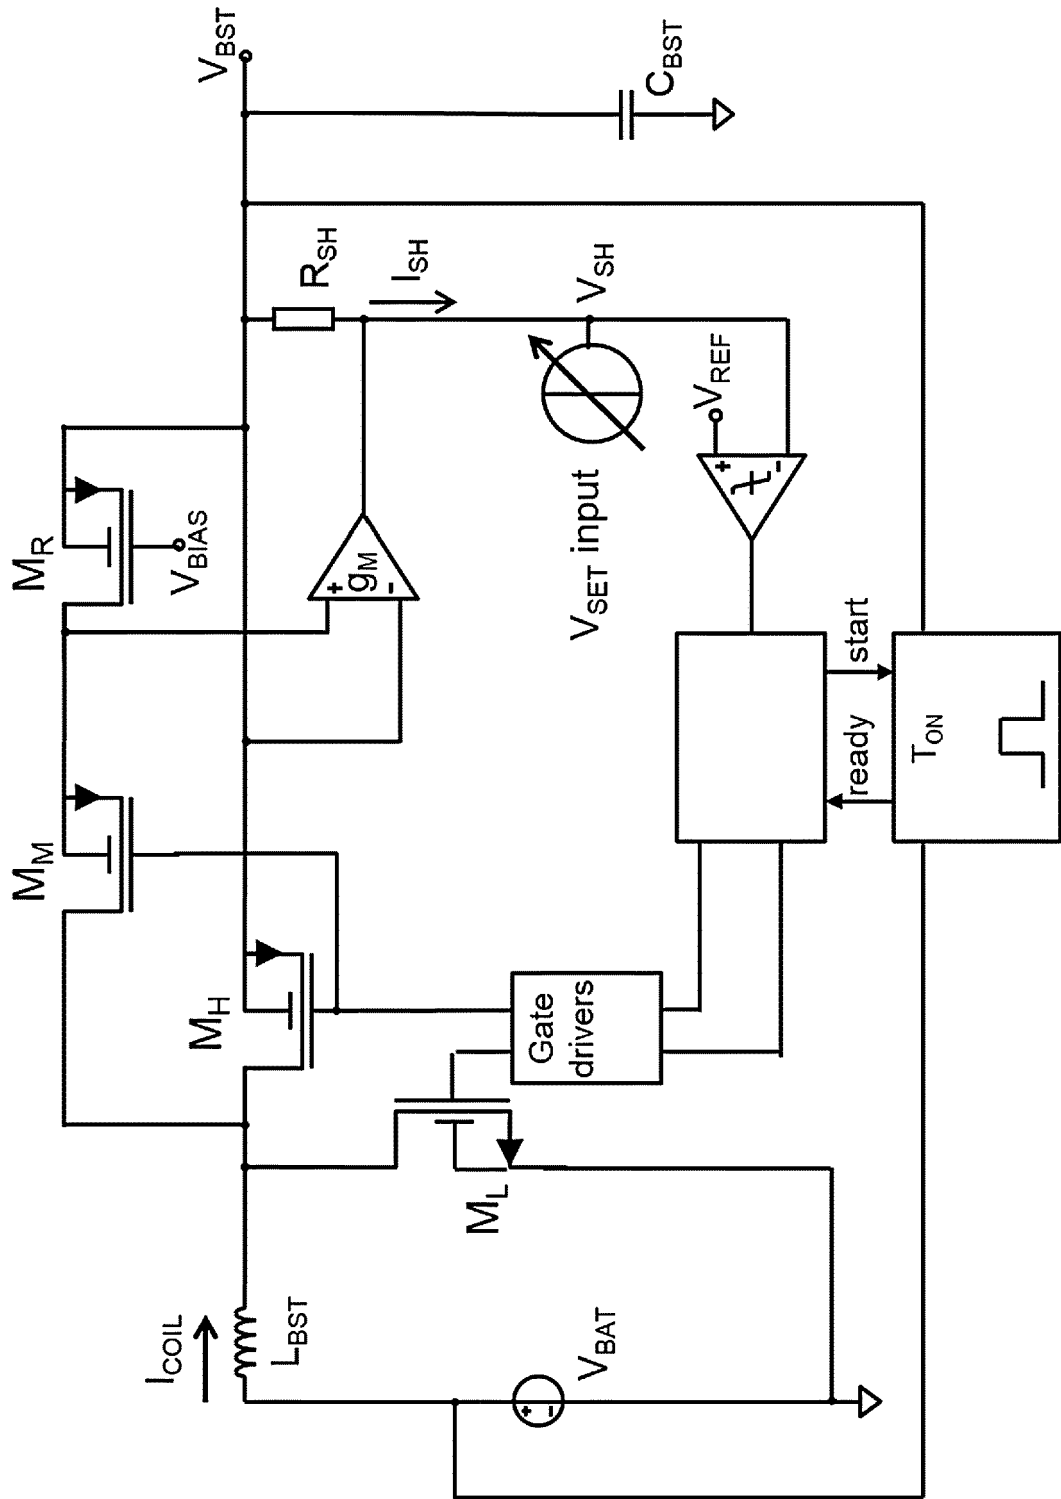 I_COIL
L_BST
V_BAT
M_L
M_H
M_M
M_R
V_BIAS
+
-
g_M
Gate
drivers
V_SET input
+
-
V_REF
V_SH
I_SH
R_SH
V_BST
C_BST
ready
start
T_ON
+
-